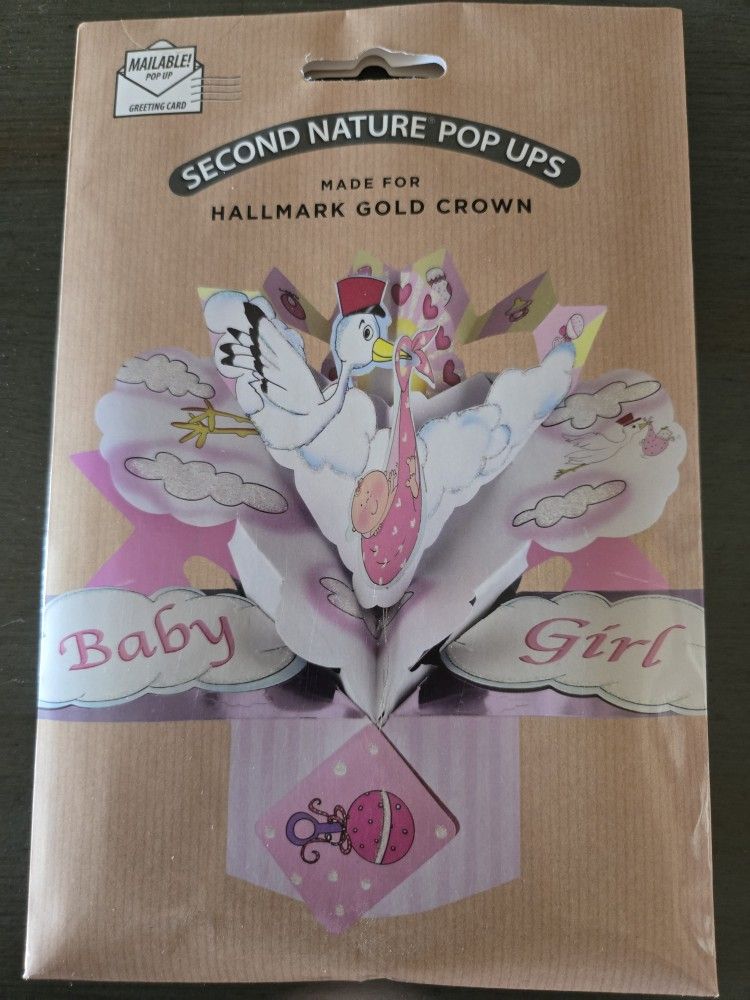 MAILABLE!
POP UP
GREETING CARD
SECOND NATURE® POP UPS
MADE FOR
HALLMARK GOLD CROWN
Baby Girl